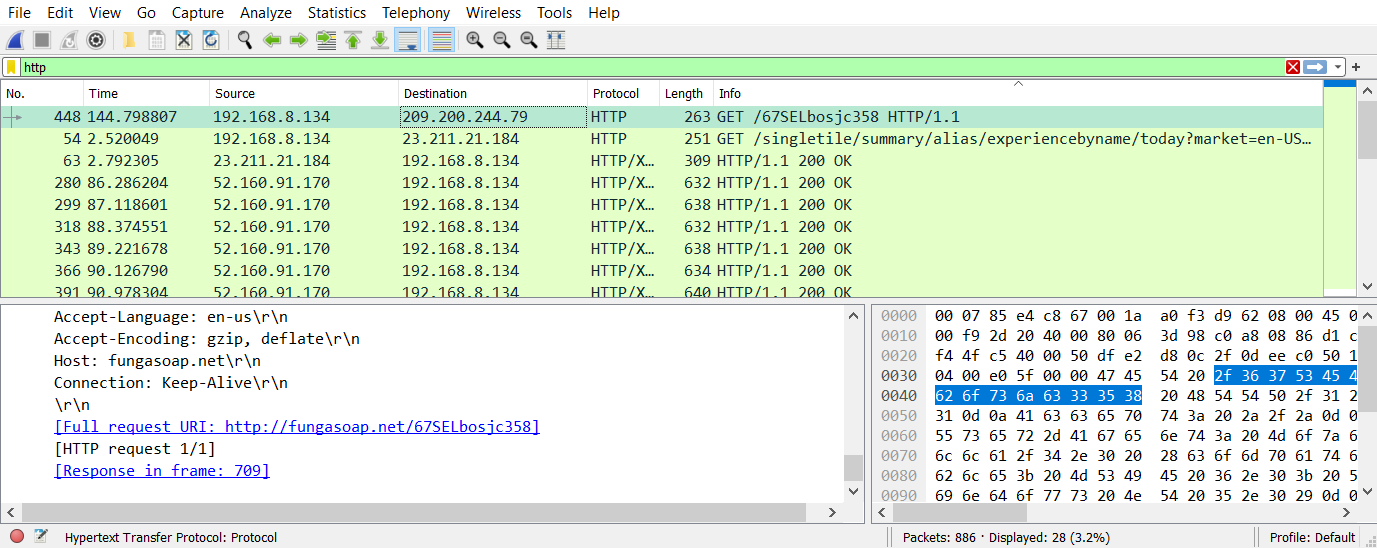 File Edit View Go Capture Analyze Statistics Telephony Wireless Tools Help
http
No. Time Source Destination Protocol Length Info
448 144.798807 192.168.8.134 209.200.244.79 HTTP 263 GET /67SELbosjc358 HTTP/1.1
54 2.520049 192.168.8.134 23.211.21.184 HTTP 251 GET /singletile/summary/alias/experiencebyname/today?market=en-US…
63 2.792305 23.211.21.184 192.168.8.134 HTTP/X… 309 HTTP/1.1 200 OK
280 86.286204 52.160.91.170 192.168.8.134 HTTP/X… 632 HTTP/1.1 200 OK
299 87.118601 52.160.91.170 192.168.8.134 HTTP/X… 638 HTTP/1.1 200 OK
318 88.374551 52.160.91.170 192.168.8.134 HTTP/X… 632 HTTP/1.1 200 OK
343 89.221678 52.160.91.170 192.168.8.134 HTTP/X… 638 HTTP/1.1 200 OK
366 90.126790 52.160.91.170 192.168.8.134 HTTP/X… 634 HTTP/1.1 200 OK
391 90.978304 52.160.91.170 192.168.8.134 HTTP/X… 640 HTTP/1.1 200 OK
Accept-Language: en-us\r\n
Accept-Encoding: gzip, deflate\r\n
Host: fungasoap.net\r\n
Connection: Keep-Alive\r\n
\r\n
[Full request URI: http://fungasoap.net/67SELbosjc358]
[HTTP request 1/1]
[Response in frame: 709]
0000 00 07 85 e4 c8 67 00 1a a0 f3 d9 62 08 00 45 0
0010 00 f9 2d 20 40 00 80 06 3d 98 c0 a8 08 86 d1 c
0020 f4 4f c5 40 00 50 df e2 d8 0c 2f 0d ee c0 50 1
0030 04 00 e0 5f 00 00 47 45 54 20 2f 36 37 53 45 4
0040 62 6f 73 6a 63 33 35 38 20 48 54 54 50 2f 31 2
0050 31 0d 0a 41 63 63 65 70 74 3a 20 2a 2f 2a 0d 0
0060 55 73 65 72 2d 41 67 65 6e 74 3a 20 4d 6f 7a 6
0070 6c 6c 61 2f 34 2e 30 20 28 63 6f 6d 70 61 74 6
0080 62 6c 65 3b 20 4d 53 49 45 20 36 2e 30 3b 20 5
0090 69 6e 64 6f 77 73 20 4e 54 20 35 2e 30 29 0d 0
Hypertext Transfer Protocol: Protocol
Packets: 886 · Displayed: 28 (3.2%)
Profile: Default